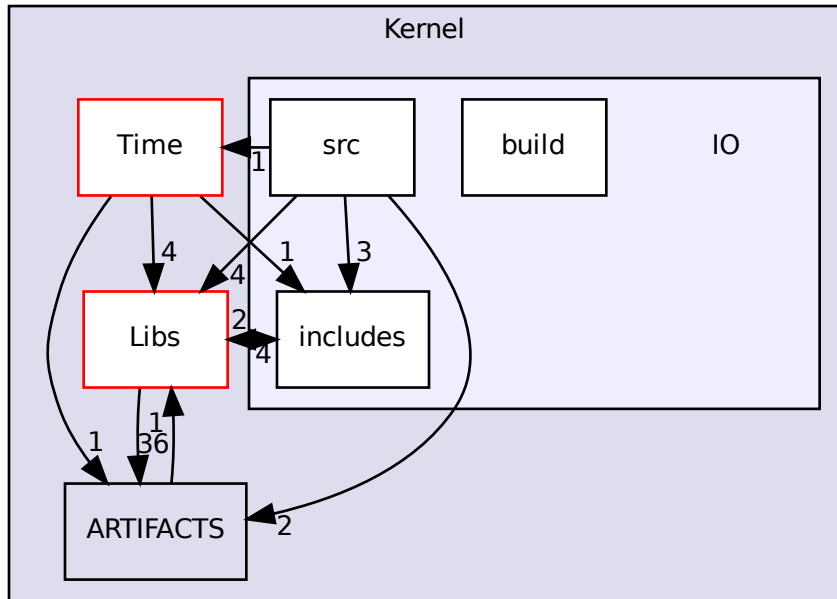 Kernel
Time
1
src
build
IO
4
1
4
3
Libs
2
4
includes
1
1
36
ARTIFACTS
2